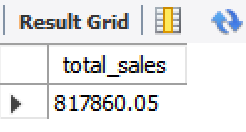 Result Grid
total_sales
817860.05